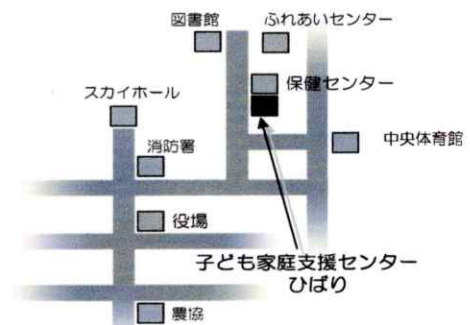 図書館
ふれあいセンター
保健センター
スカイホール
消防署
中央体育館
役場
子ども家庭支援センター
ひばり
農協